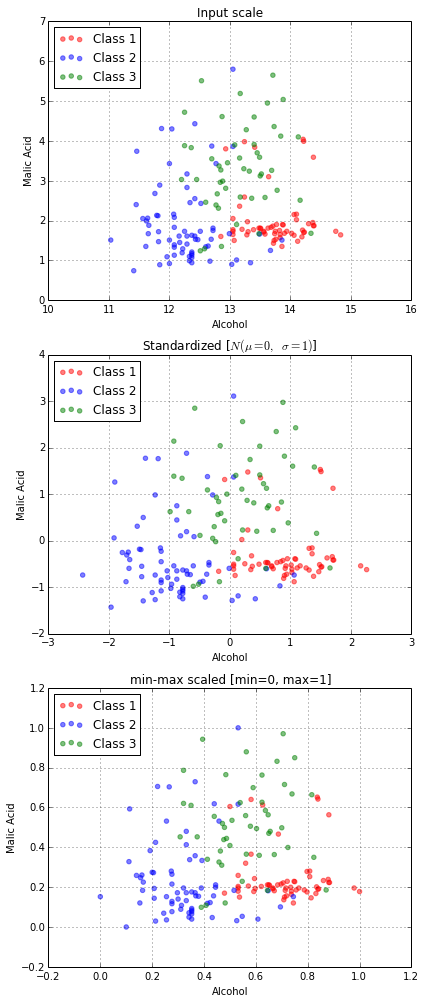 Input scale
7
6
5
4
3
2
1
0
Class 1
Class 2
Class 3
Malic Acid
10 11 12 13 14 15 16
Alcohol
Standardized [N(μ=0, σ=1)]
4
3
2
1
0
−1
−2
Class 1
Class 2
Class 3
Malic Acid
−3 −2 −1 0 1 2 3
Alcohol
min-max scaled [min=0, max=1]
1.2
1.0
0.8
0.6
0.4
0.2
0.0
−0.2
Class 1
Class 2
Class 3
Malic Acid
−0.2 0.0 0.2 0.4 0.6 0.8 1.0 1.2
Alcohol